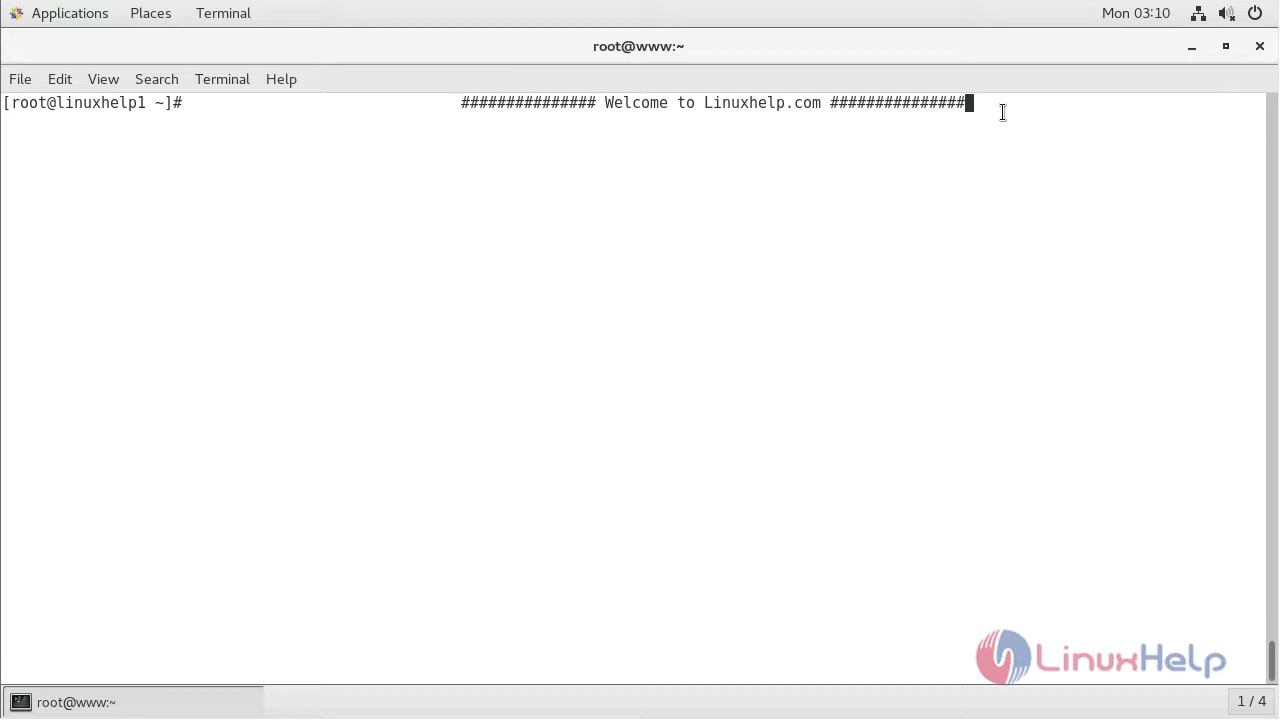 Applications Places Terminal Mon 03:10
root@www:~
File Edit View Search Terminal Help
[root@linuxhelp1 ~]# ############### Welcome to Linuxhelp.com ###############
LinuxHelp
root@www:~ 1 / 4